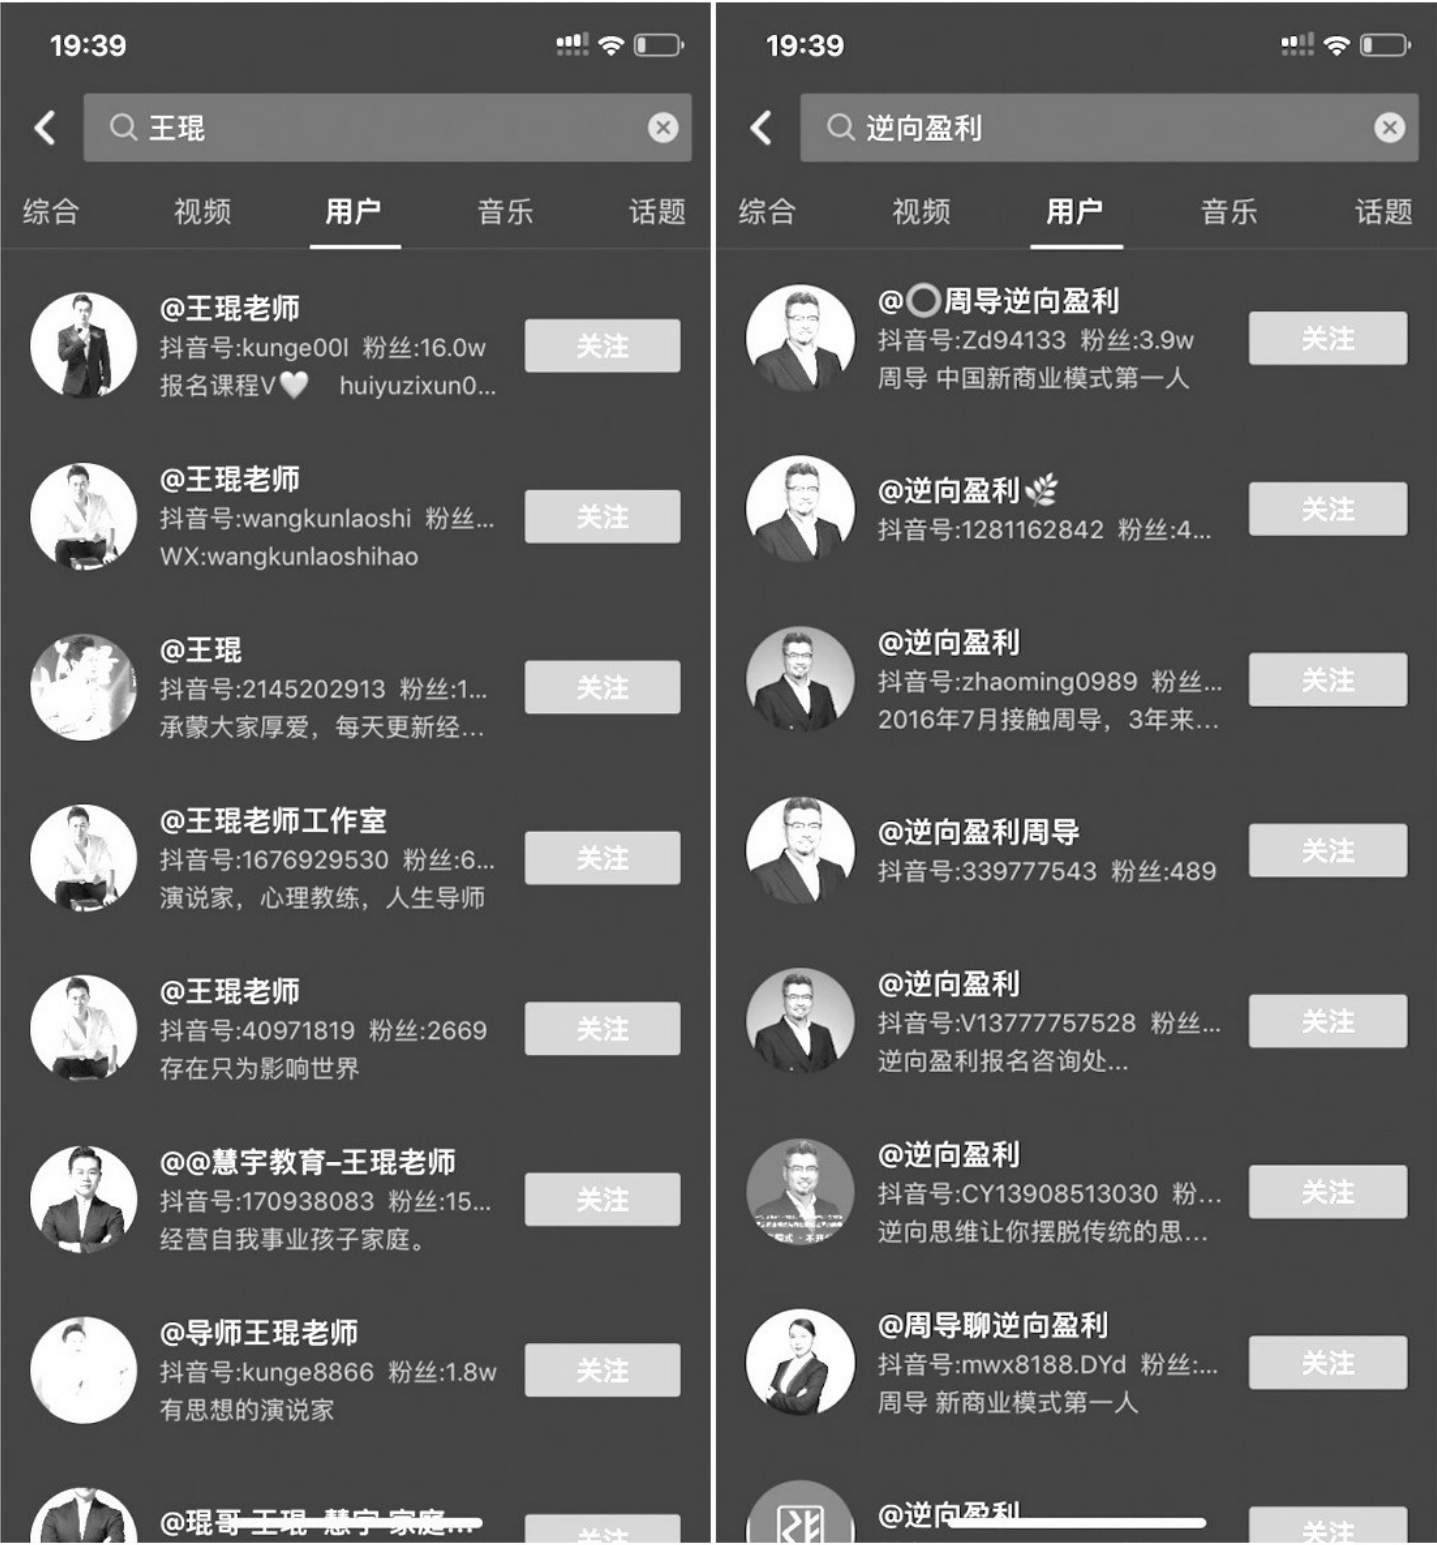 19:39
王琨
综合 视频 用户 音乐 话题
@王琨老师
抖音号:kunge00l 粉丝:16.0w
报名课程V🤍 huiyuzixun0...
关注
@王琨老师
抖音号:wangkunlaoshi 粉丝...
WX:wangkunlaoshihao
关注
@王琨
抖音号:2145202913 粉丝:1...
承蒙大家厚爱，每天更新经...
关注
@王琨老师工作室
抖音号:1676929530 粉丝:6...
演说家，心理教练，人生导师
关注
@王琨老师
抖音号:40971819 粉丝:2669
存在只为影响世界
关注
@@慧宇教育–王琨老师
抖音号:170938083 粉丝:15...
经营自我事业孩子家庭。
关注
@导师王琨老师
抖音号:kunge8866 粉丝:1.8w
有思想的演说家
关注
@琨哥 王琨 慧宇 家庭...
关注
19:39
逆向盈利
综合 视频 用户 音乐 话题
@⭕周导逆向盈利
抖音号:Zd94133 粉丝:3.9w
周导 中国新商业模式第一人
关注
@逆向盈利🌿
抖音号:1281162842 粉丝:4...
关注
@逆向盈利
抖音号:zhaoming0989 粉丝...
2016年7月接触周导，3年来...
关注
@逆向盈利周导
抖音号:339777543 粉丝:489
关注
@逆向盈利
抖音号:V13777757528 粉丝...
逆向盈利报名咨询处...
关注
@逆向盈利
抖音号:CY13908513030 粉...
逆向思维让你摆脱传统的思...
关注
@周导聊逆向盈利
抖音号:mwx8188.DYd 粉丝:...
周导 新商业模式第一人
关注
@逆向盈利
关注